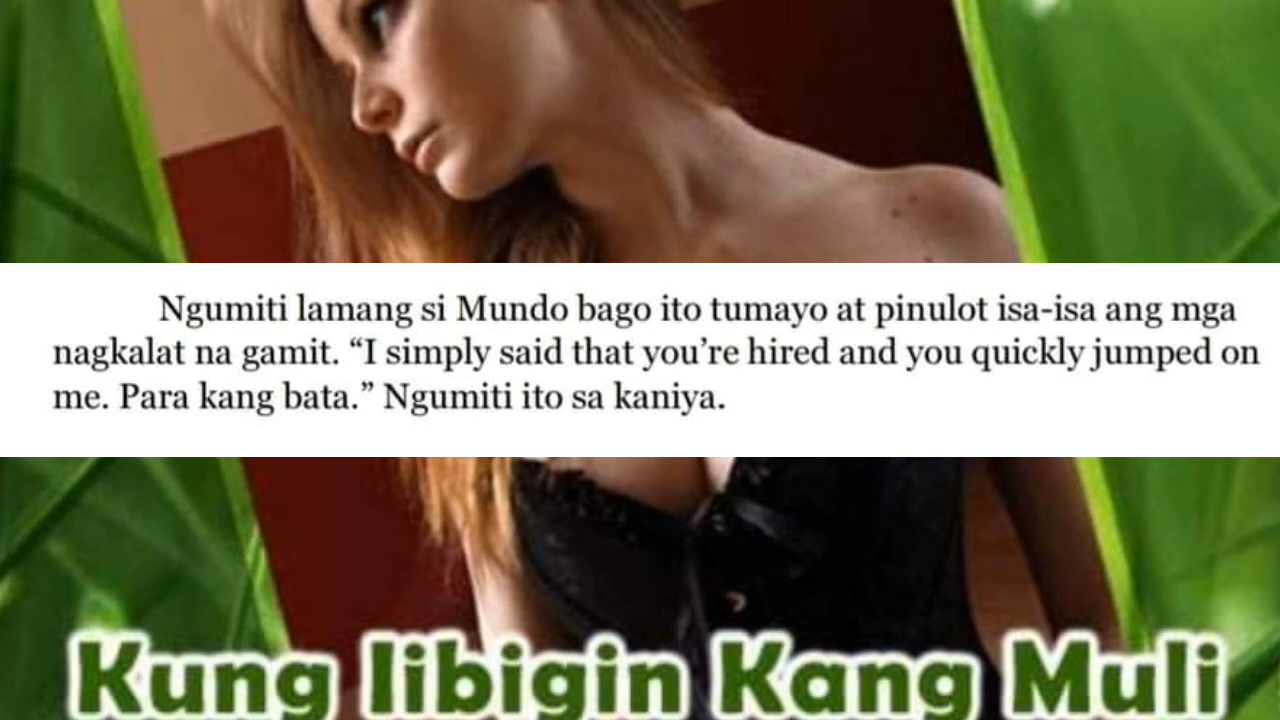 Ngumiti lamang si Mundo bago ito tumayo at pinulot isa-isa ang mga
nagkalat na gamit. “I simply said that you’re hired and you quickly jumped on
me. Para kang bata.” Ngumiti ito sa kaniya.
Kung Iibigin Kang Muli